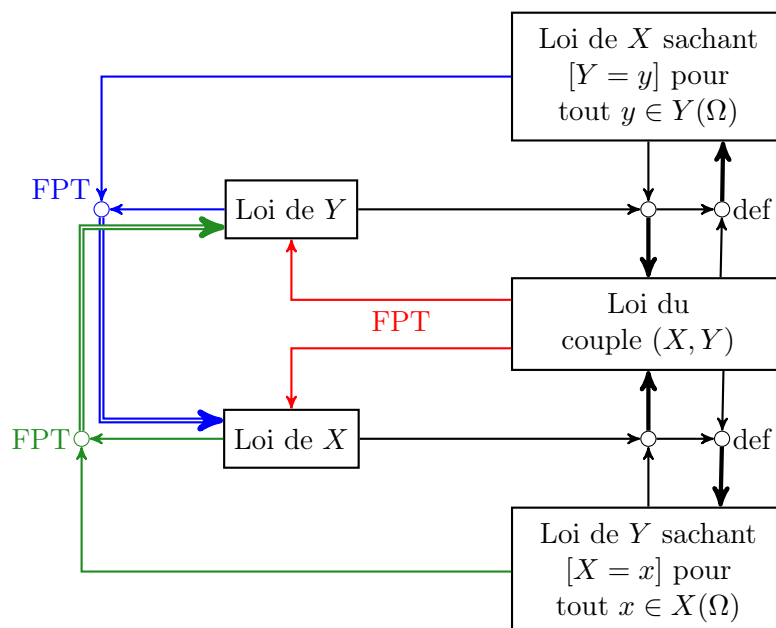 Loi de X sachant
[Y = y] pour
tout y ∈ Y(Ω)
FPT
Loi de Y
def
Loi du
couple (X, Y)
FPT
FPT
Loi de X
def
Loi de Y sachant
[X = x] pour
tout x ∈ X(Ω)